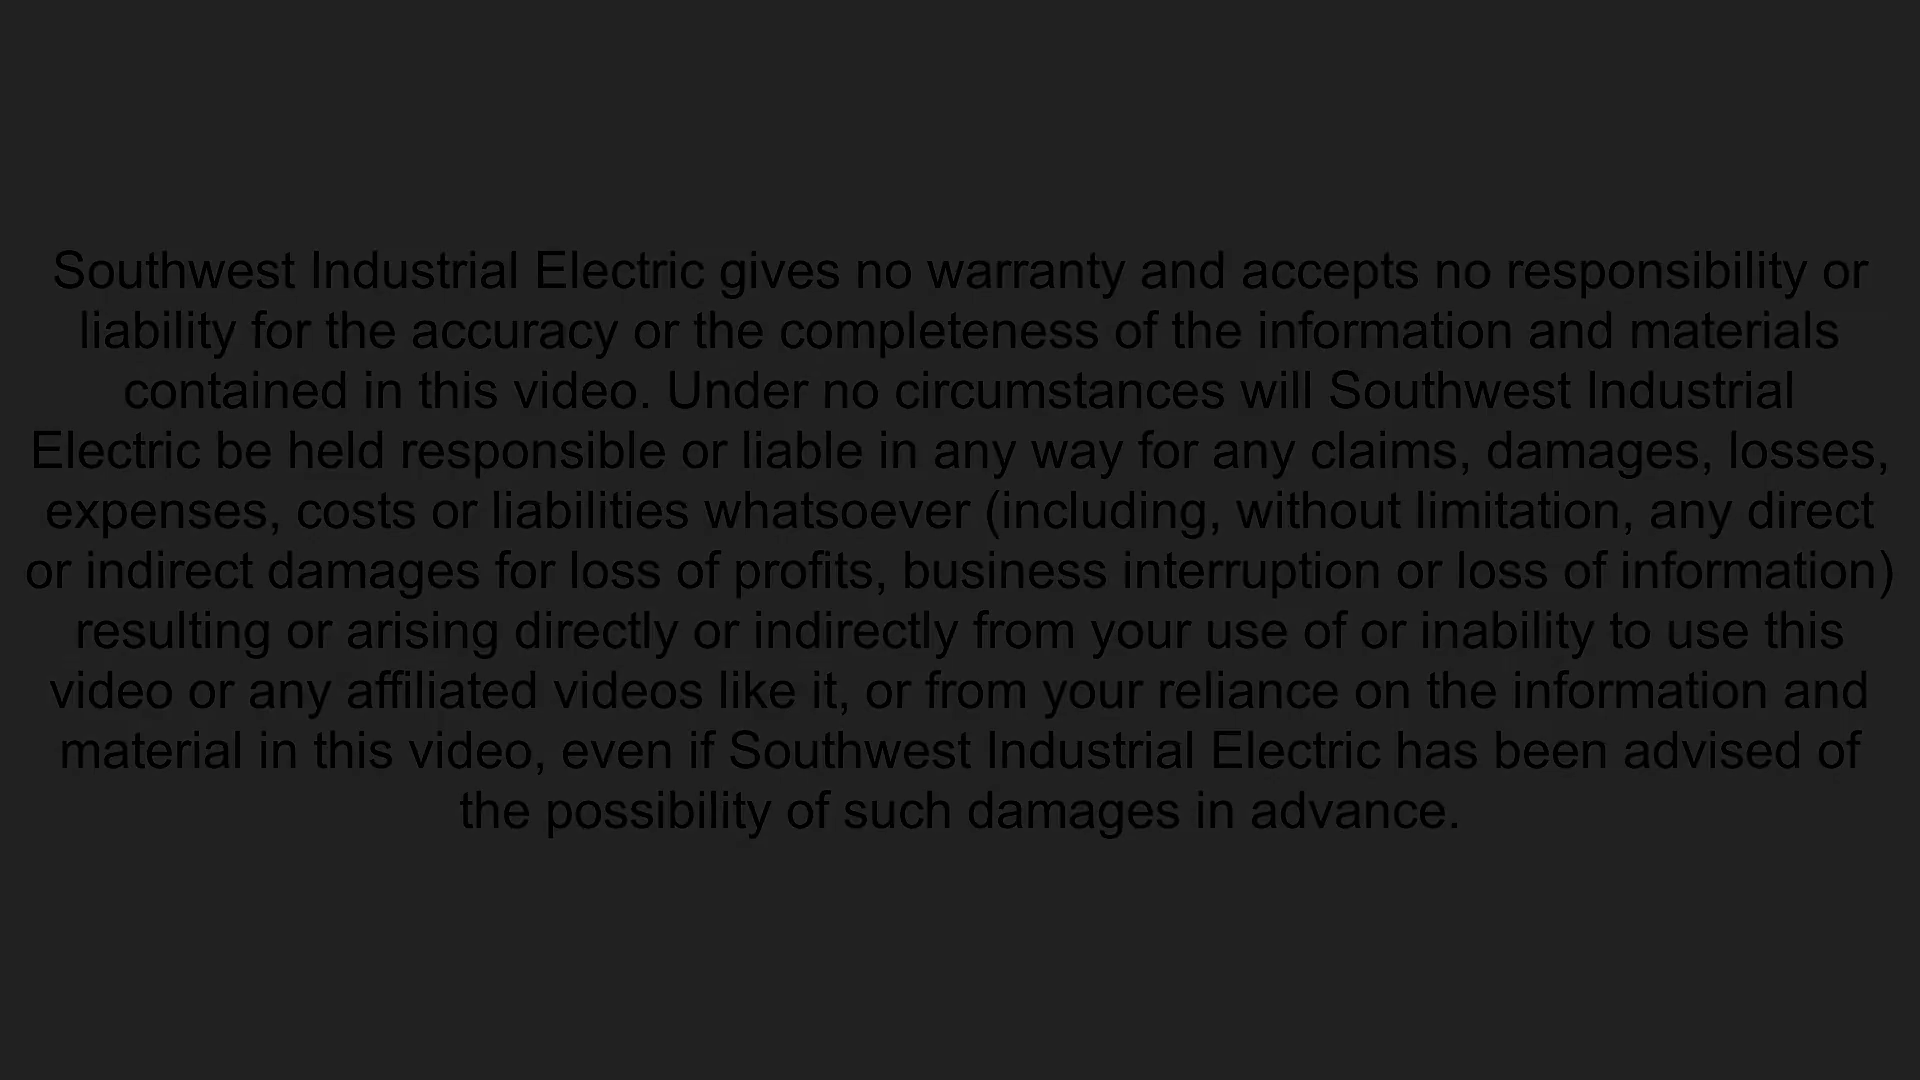 Southwest Industrial Electric gives no warranty and accepts no responsibility or
liability for the accuracy or the completeness of the information and materials
contained in this video. Under no circumstances will Southwest Industrial
Electric be held responsible or liable in any way for any claims, damages, losses,
expenses, costs or liabilities whatsoever (including, without limitation, any direct
or indirect damages for loss of profits, business interruption or loss of information)
resulting or arising directly or indirectly from your use of or inability to use this
video or any affiliated videos like it, or from your reliance on the information and
material in this video, even if Southwest Industrial Electric has been advised of
the possibility of such damages in advance.